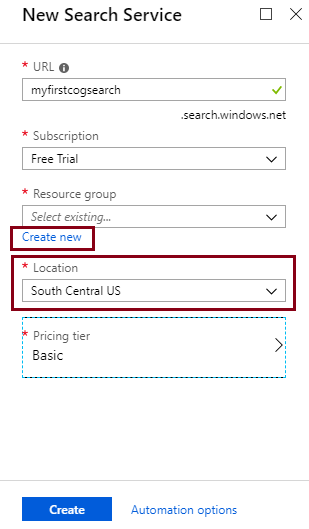 New Search Service
* URL
myfirstcogsearch
.search.windows.net
* Subscription
Free Trial
* Resource group
Select existing...
Create new
* Location
South Central US
* Pricing tier
Basic
Create Automation options